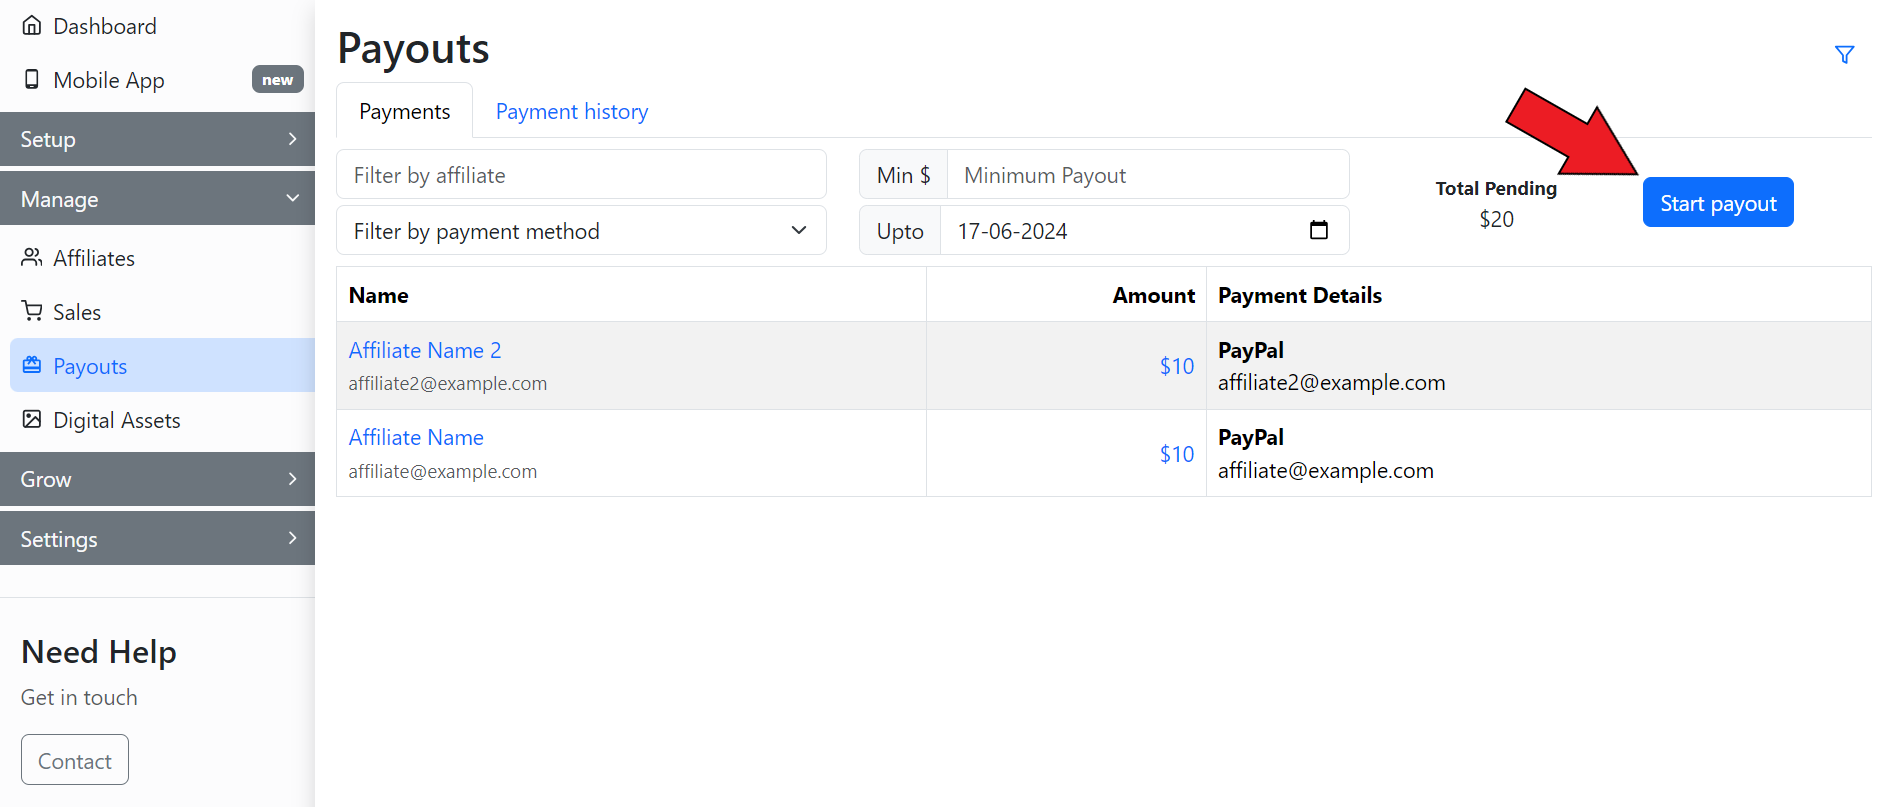 Dashboard
Mobile App new
Setup
Manage
Affiliates
Sales
Payouts
Digital Assets
Grow
Settings
Need Help
Get in touch
Contact
Payouts
Payments Payment history
Filter by affiliate
Min $ Minimum Payout
Filter by payment method
Upto 17-06-2024
Total Pending
$20
Start payout
Name Amount Payment Details
Affiliate Name 2
affiliate2@example.com
$10
PayPal
affiliate2@example.com
Affiliate Name
affiliate@example.com
$10
PayPal
affiliate@example.com